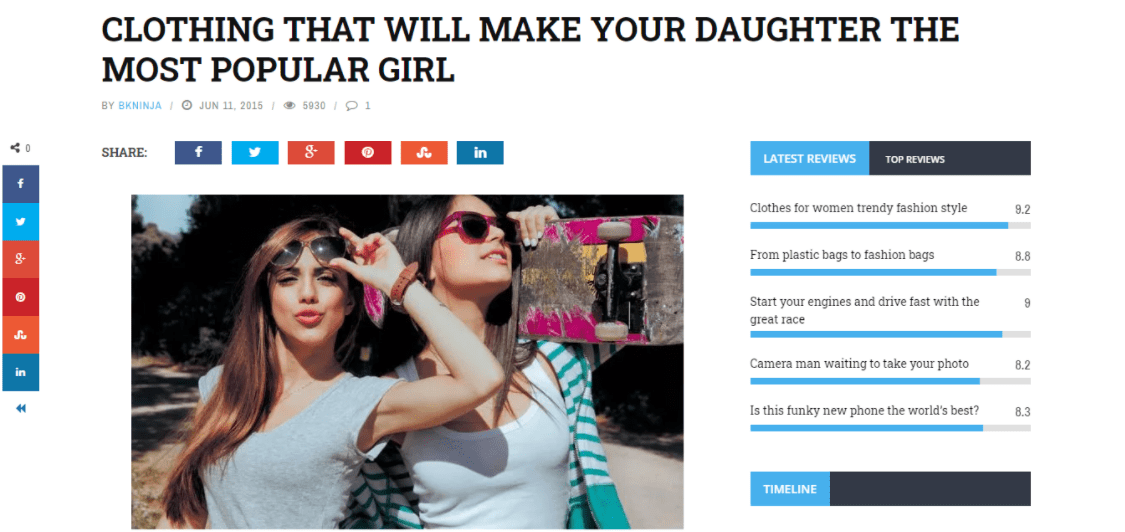 CLOTHING THAT WILL MAKE YOUR DAUGHTER THE
MOST POPULAR GIRL
BY BKNINJA / JUN 11, 2015 / 5930 / 1
0
SHARE:
LATEST REVIEWS TOP REVIEWS
Clothes for women trendy fashion style 9.2
From plastic bags to fashion bags 8.8
Start your engines and drive fast with the 9
great race
Camera man waiting to take your photo 8.2
Is this funky new phone the world's best? 8.3
TIMELINE